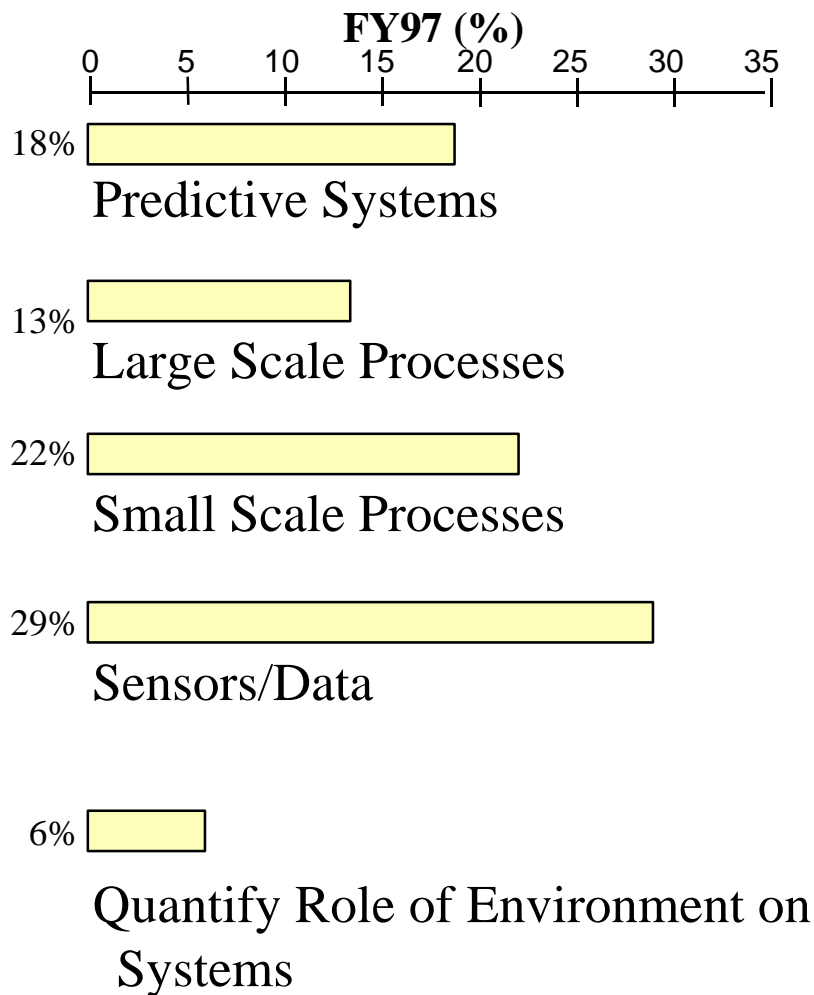 FY97 (%)
0 5 10 15 20 25 30 35
18%
Predictive Systems
13%
Large Scale Processes
22%
Small Scale Processes
29%
Sensors/Data
6%
Quantify Role of Environment on
Systems